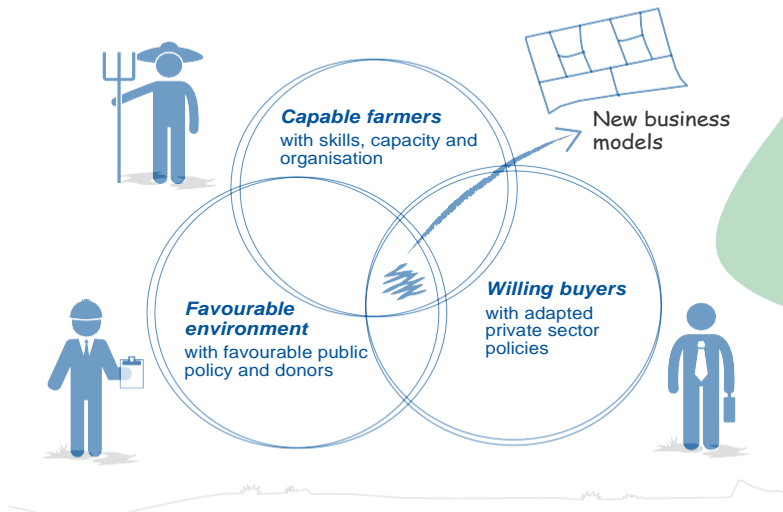 Capable farmers
with skills, capacity and
organisation
New business
models
Favourable
environment
with favourable public
policy and donors
Willing buyers
with adapted
private sector
policies